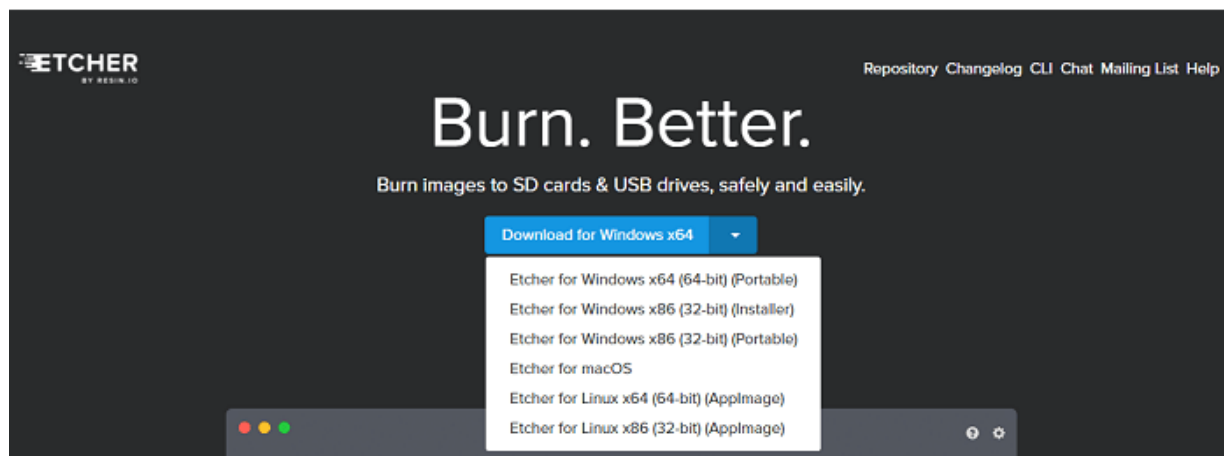 ETCHER
BY RESIN.IO
Repository Changelog CLI Chat Mailing List Help
Burn. Better.
Burn images to SD cards & USB drives, safely and easily.
Download for Windows x64
Etcher for Windows x64 (64-bit) (Portable)
Etcher for Windows x86 (32-bit) (Installer)
Etcher for Windows x86 (32-bit) (Portable)
Etcher for macOS
Etcher for Linux x64 (64-bit) (AppImage)
Etcher for Linux x86 (32-bit) (AppImage)